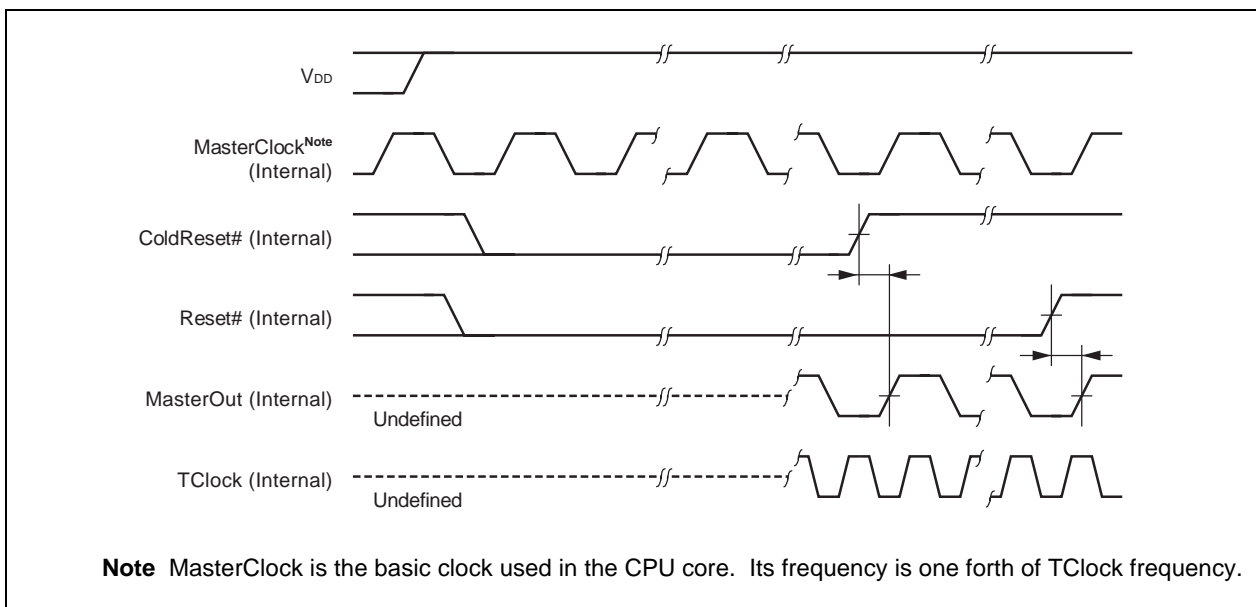 VDD
MasterClockNote
(Internal)
ColdReset# (Internal)
Reset# (Internal)
MasterOut (Internal)
Undefined
TClock (Internal)
Undefined
Note MasterClock is the basic clock used in the CPU core. Its frequency is one forth of TClock frequency.